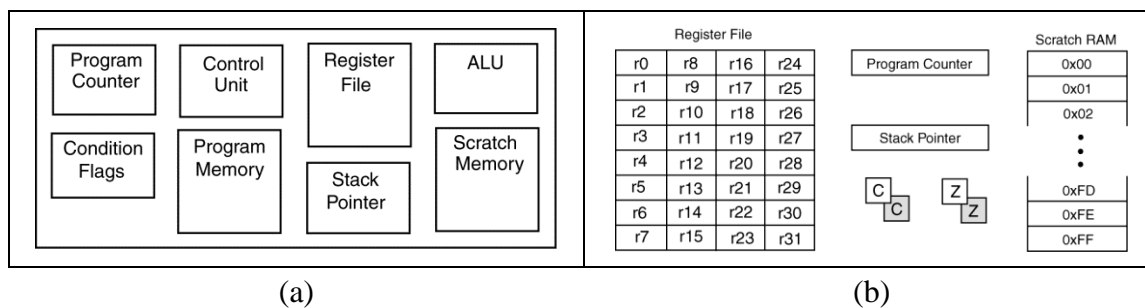 Program
Counter
Control
Unit
Register
File
ALU
Condition
Flags
Program
Memory
Stack
Pointer
Scratch
Memory
(a)
Register File
r0 r8 r16 r24
r1 r9 r17 r25
r2 r10 r18 r26
r3 r11 r19 r27
r4 r12 r20 r28
r5 r13 r21 r29
r6 r14 r22 r30
r7 r15 r23 r31
Program Counter
Stack Pointer
C
C
Z
Z
Scratch RAM
0x00
0x01
0x02
0xFD
0xFE
0xFF
(b)